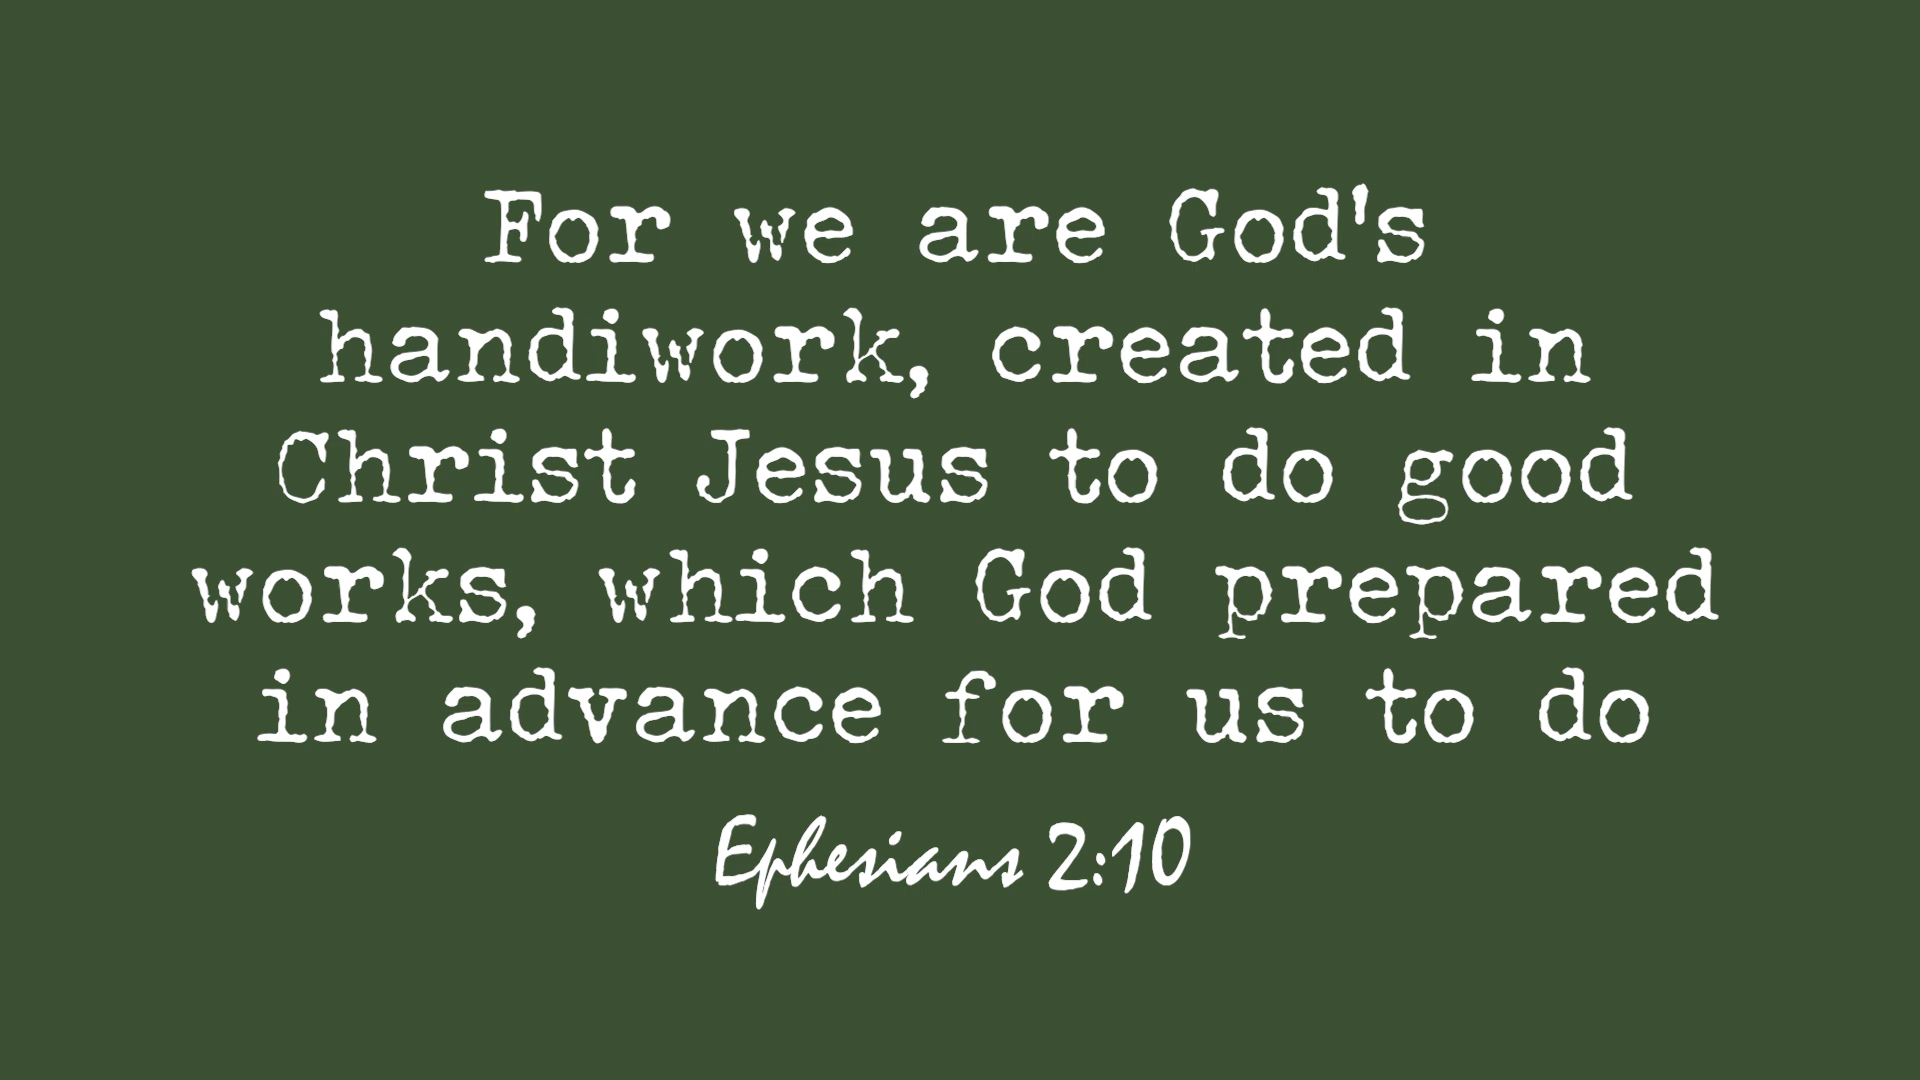 For we are God's
handiwork, created in
Christ Jesus to do good
works, which God prepared
in advance for us to do
Ephesians 2:10